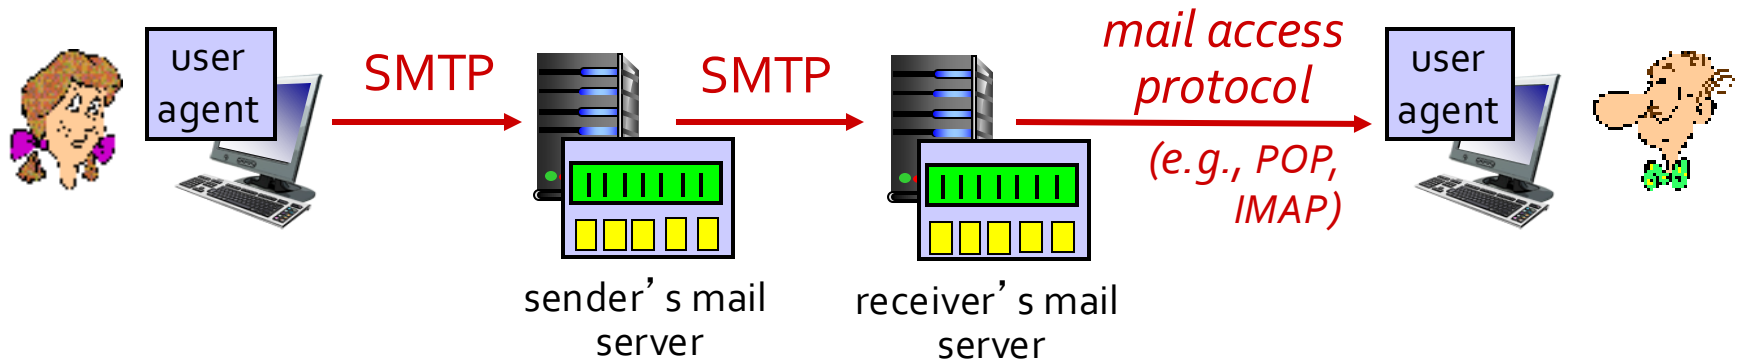 user
agent
SMTP
SMTP
mail access
protocol
(e.g., POP,
IMAP)
user
agent
sender’s mail
server
receiver’s mail
server